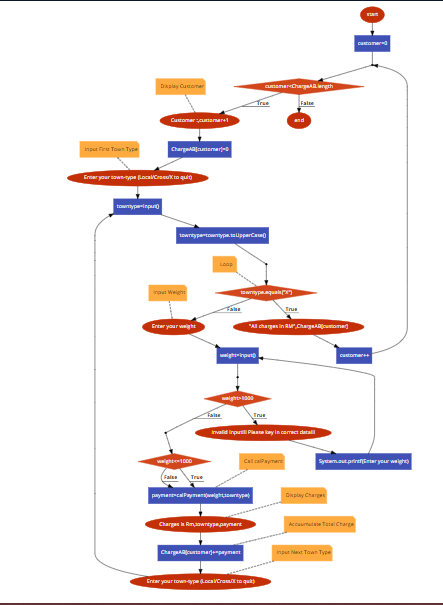 start
customer=0
customer<ChargeAB.length
Display Customer
True
False
Customer :,customer+1
end
Input First Town Type
ChargeAB[customer]=0
Enter your town-type (Local/Cross/X to quit)
towntype=input()
towntype=towntype.toUpperCase()
Loop
towntype.equals("X")
Input Weight
False
True
Enter your weight
"All charges in RM",ChargeAB[customer]
weight=input()
customer++
weight>1000
False
True
Invalid Input!!! Please key in correct data!!!
weight<=1000
Call calPayment
System.out.printf(Enter your weight)
False
True
payment=calPayment(weight,towntype)
Display Charges
Charges is Rm,towntype,payment
Accumulate Total Charge
ChargeAB[customer]+=payment
Input Next Town Type
Enter your town-type (Local/Cross/X to quit)